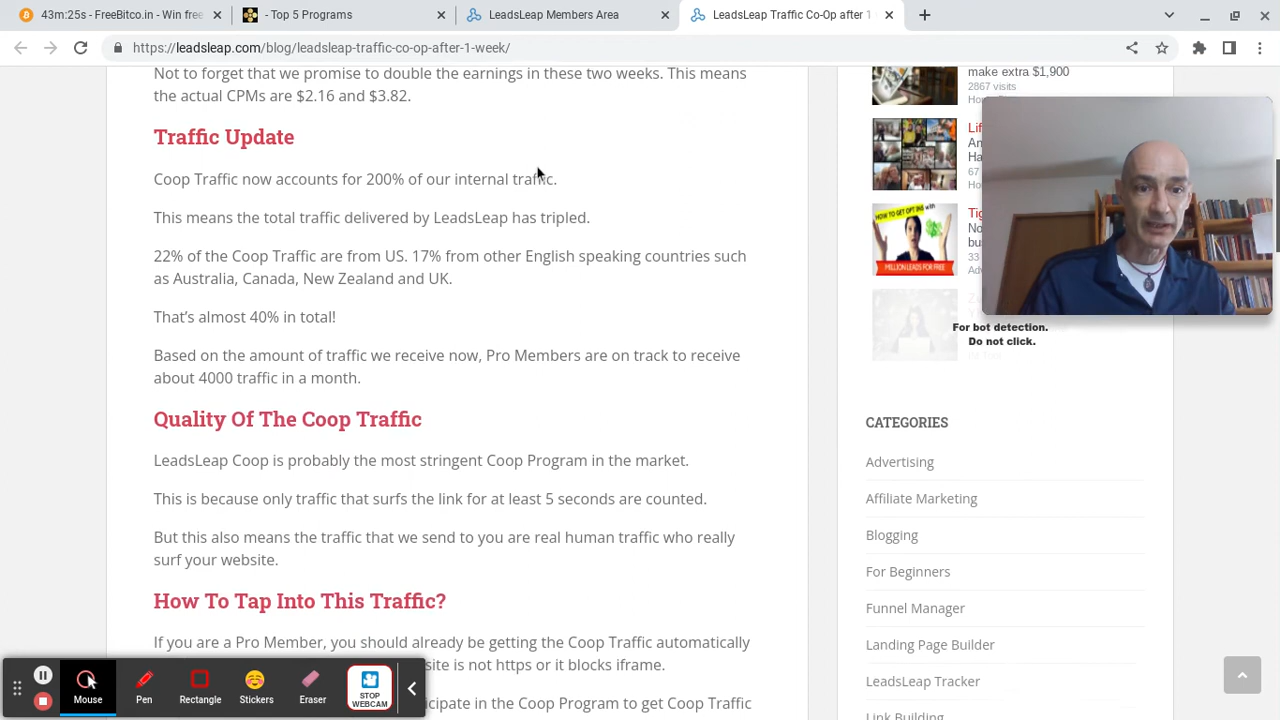 43m:25s - FreeBitco.in - Win free
- Top 5 Programs
LeadsLeap Members Area
LeadsLeap Traffic Co-Op after 1
https://leadsleap.com/blog/leadsleap-traffic-co-op-after-1-week/
Not to forget that we promise to double the earnings in these two weeks. This means
the actual CPMs are $2.16 and $3.82.
Traffic Update
Coop Traffic now accounts for 200% of our internal traffic.
This means the total traffic delivered by LeadsLeap has tripled.
22% of the Coop Traffic are from US. 17% from other English speaking countries such
as Australia, Canada, New Zealand and UK.
That's almost 40% in total!
Based on the amount of traffic we receive now, Pro Members are on track to receive
about 4000 traffic in a month.
Quality Of The Coop Traffic
LeadsLeap Coop is probably the most stringent Coop Program in the market.
This is because only traffic that surfs the link for at least 5 seconds are counted.
But this also means the traffic that we send to you are real human traffic who really
surf your website.
How To Tap Into This Traffic?
If you are a Pro Member, you should already be getting the Coop Traffic automatically
site is not https or it blocks iframe.
cipate in the Coop Program to get Coop Traffic
make extra $1,900
2867 visits
Ho
Lif
An
Ha
67
Ho
HOW TO GET OPT INS with
MILLION LEADS FOR FREE
Tig
No
bu
33
Ad
For bot detection.
Do not click.
CATEGORIES
Advertising
Affiliate Marketing
Blogging
For Beginners
Funnel Manager
Landing Page Builder
LeadsLeap Tracker
Link Building
Mouse
Pen
Rectangle
Stickers
Eraser
STOP
WEBCAM